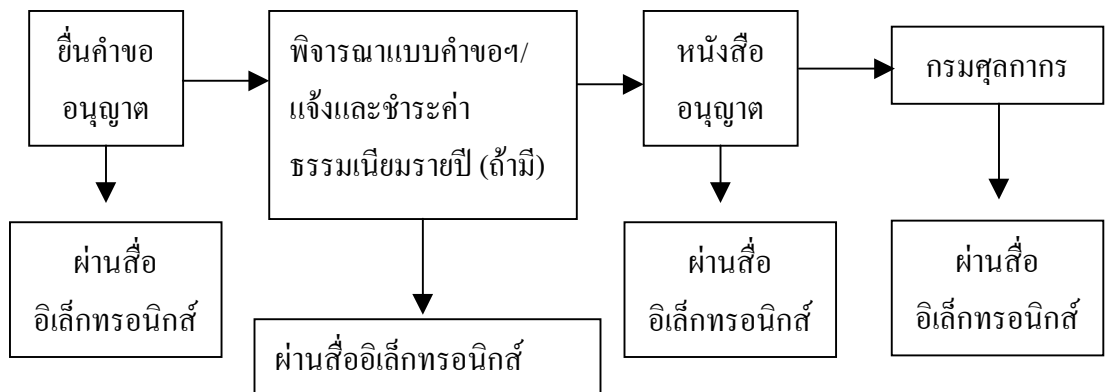 ยื่นคำขอ
อนุญาต
พิจารณาแบบคำขอฯ/
แจ้งและชำระค่า
ธรรมเนียมรายปี (ถ้ามี)
หนังสือ
อนุญาต
กรมศุลกากร
ผ่านสื่อ
อิเล็กทรอนิกส์
ผ่านสื่ออิเล็กทรอนิกส์
ผ่านสื่อ
อิเล็กทรอนิกส์
ผ่านสื่อ
อิเล็กทรอนิกส์